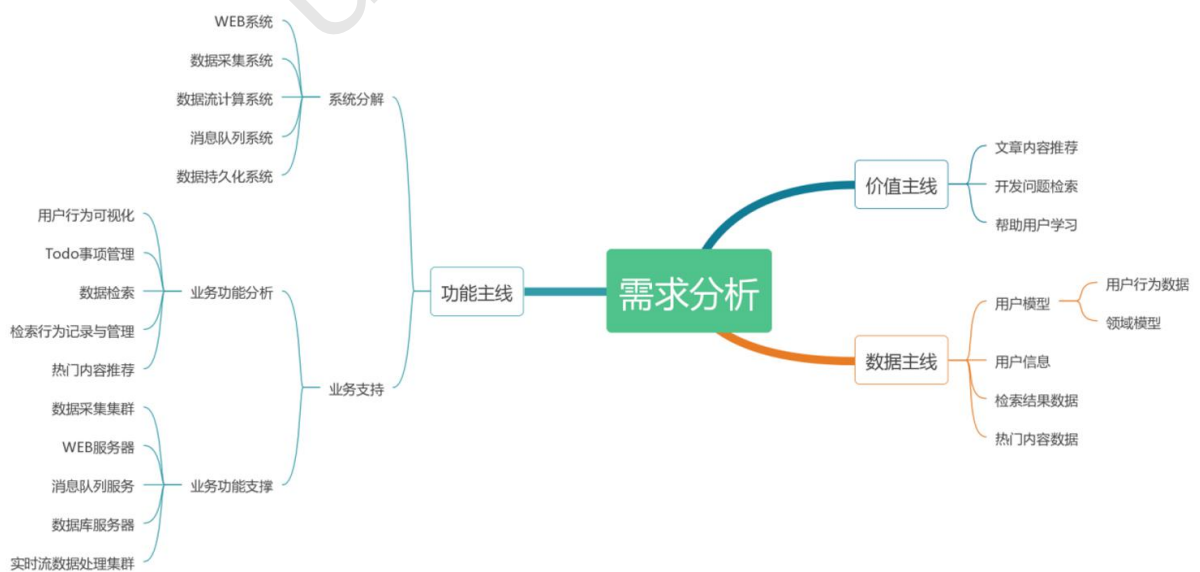 需求分析
价值主线
文章内容推荐
开发问题检索
帮助用户学习
数据主线
用户模型
用户行为数据
领域模型
用户信息
检索结果数据
热门内容数据
功能主线
系统分解
WEB系统
数据采集系统
数据流计算系统
消息队列系统
数据持久化系统
业务支持
业务功能分析
用户行为可视化
Todo事项管理
数据检索
检索行为记录与管理
热门内容推荐
业务功能支撑
数据采集集群
WEB服务器
消息队列服务
数据库服务器
实时流数据处理集群